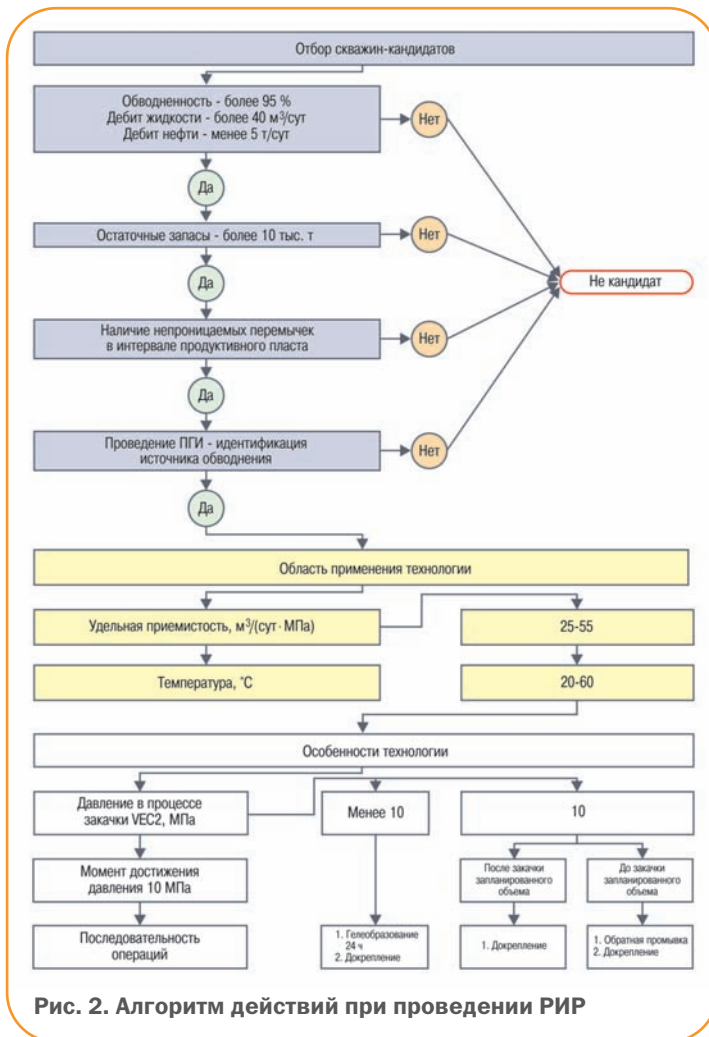 Отбор скважин-кандидатов
Обводненность - более 95 %
Дебит жидкости - более 40 м³/сут
Дебит нефти - менее 5 т/сут
Нет
Да
Остаточные запасы - более 10 тыс. т
Нет
Не кандидат
Да
Наличие непроницаемых перемычек
в интервале продуктивного пласта
Нет
Да
Проведение ПГИ - идентификация
источника обводнения
Нет
Да
Область применения технологии
Удельная приемистость, м³/(сут · МПа)
25-55
Температура, °С
20-60
Особенности технологии
Давление в процессе
закачки VEC2, МПа
Менее 10
10
Момент достижения
давления 10 МПа
После закачки
запланированного
объема
До закачки
запланированного
объема
Последовательность
операций
1. Гелеобразование
24 ч
2. Докрепление
1. Докрепление
1. Обратная промывка
2. Докрепление
Рис. 2. Алгоритм действий при проведении РИР